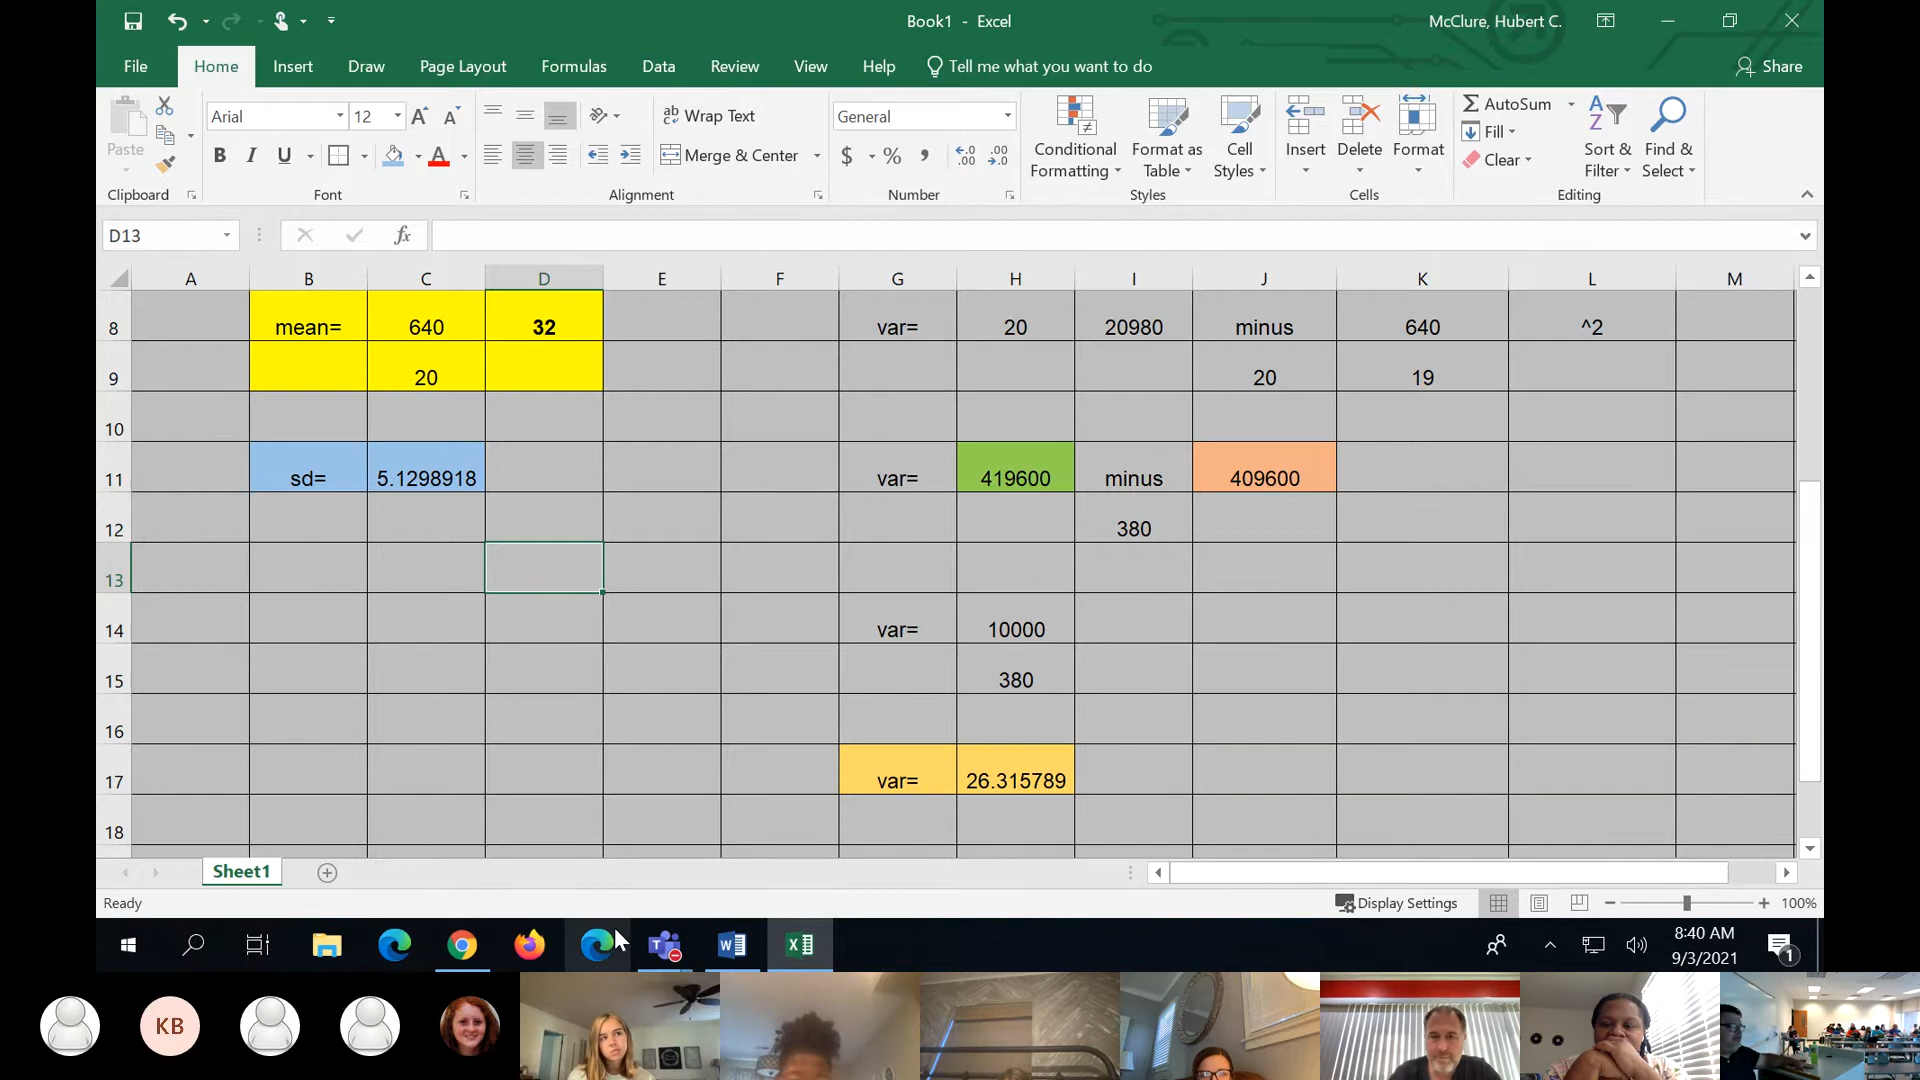 Book1 - Excel
McClure, Hubert C.
File Home Insert Draw Page Layout Formulas Data Review View Help Tell me what you want to do Share
Paste
Clipboard
Arial 12
B I U A
Font
Wrap Text
Merge & Center
Alignment
General
$ % ,
Number
Conditional Formatting
Format as Table
Cell Styles
Styles
Insert Delete Format
Cells
AutoSum
Fill
Clear
Sort & Filter
Find & Select
Editing
D13 fx
A B C D E F G H I J K L M
8 mean= 640 32 var= 20 20980 minus 640 ^2
9 20 20 19
10
11 sd= 5.1298918 var= 419600 minus 409600
12 380
13
14 var= 10000
15 380
16
17 var= 26.315789
18
Sheet1
Ready Display Settings 100%
8:40 AM
9/3/2021
1
KB